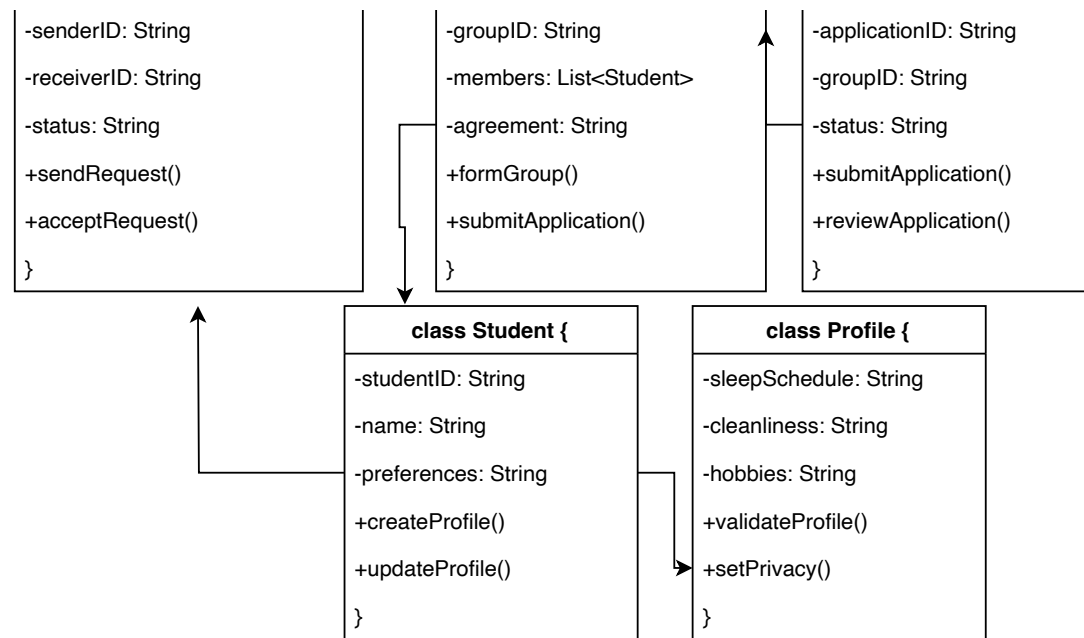 -senderID: String
-receiverID: String
-status: String
+sendRequest()
+acceptRequest()
}
-groupID: String
-members: List<Student>
-agreement: String
+formGroup()
+submitApplication()
}
-applicationID: String
-groupID: String
-status: String
+submitApplication()
+reviewApplication()
}
class Student {
-studentID: String
-name: String
-preferences: String
+createProfile()
+updateProfile()
}
class Profile {
-sleepSchedule: String
-cleanliness: String
-hobbies: String
+validateProfile()
+setPrivacy()
}